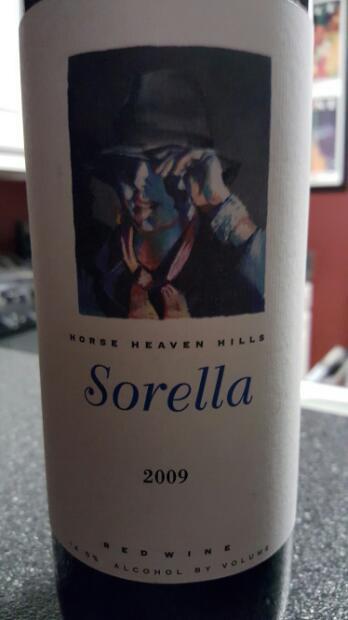 HORSE HEAVEN HILLS
Sorella
2009
RED WINE
ALCOHOL BY VOLUME